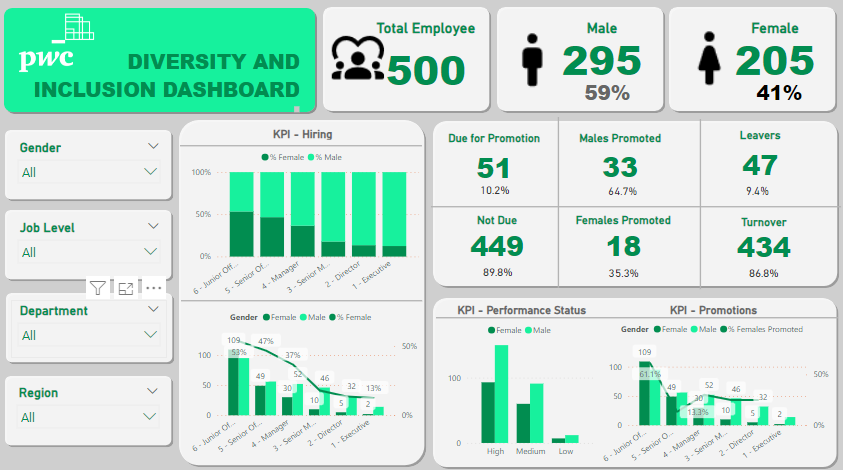 pwc
DIVERSITY AND
INCLUSION DASHBOARD
Total Employee
500
Male
295
59%
Female
205
41%
Gender
All
Job Level
All
Department
All
Region
All
KPI - Hiring
% Female % Male
100%
50%
0%
6 - Junior Off...
5 - Senior Of...
4 - Manager
3 - Senior M...
2 - Director
1 - Executive
Gender Female Male % Female
109
53%
47%
37%
49
30
52
10
46
5
32
2
13%
100
50
0
50%
0%
6 - Junior Of...
5 - Senior Of...
4 - Manager
3 - Senior M...
2 - Director
1 - Executive
Due for Promotion
51
10.2%
Males Promoted
33
64.7%
Leavers
47
9.4%
Not Due
449
89.8%
Females Promoted
18
35.3%
Turnover
434
86.8%
KPI - Performance Status
Female Male
100
0
High
Medium
Low
KPI - Promotions
Gender Female Male % Females Promoted
109
61.1%
49
30
13.3%
52
10
46
5
32
2
100
50
0
50%
0%
6 - Junior Of...
5 - Senior O...
4 - Manager
3 - Senior M...
2 - Director
1 - Executive